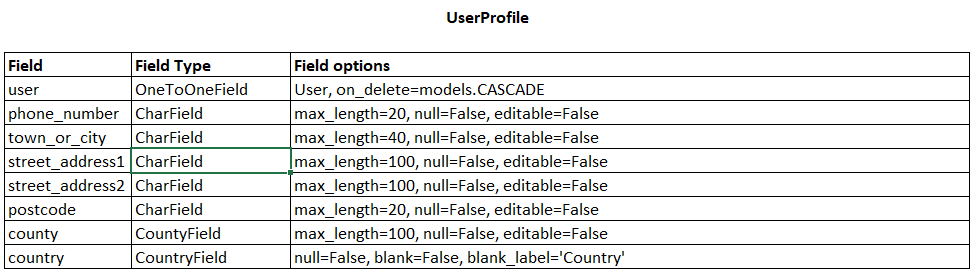 UserProfile
Field Field Type Field options
user OneToOneField User, on_delete=models.CASCADE
phone_number CharField max_length=20, null=False, editable=False
town_or_city CharField max_length=40, null=False, editable=False
street_address1 CharField max_length=100, null=False, editable=False
street_address2 CharField max_length=100, null=False, editable=False
postcode CharField max_length=20, null=False, editable=False
county CountyField max_length=100, null=False, editable=False
country CountryField null=False, blank=False, blank_label='Country'